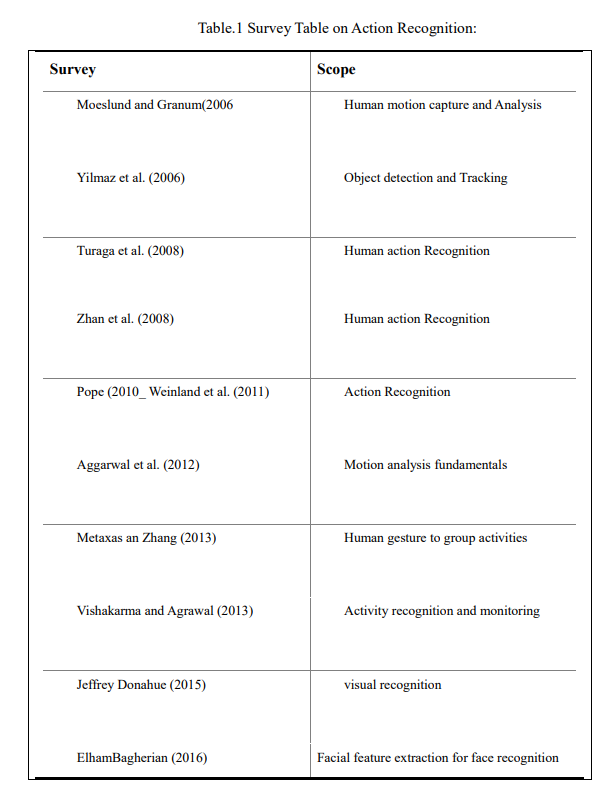 Table.1 Survey Table on Action Recognition:
Survey Scope
Moeslund and Granum(2006 Human motion capture and Analysis
Yilmaz et al. (2006) Object detection and Tracking
Turaga et al. (2008) Human action Recognition
Zhan et al. (2008) Human action Recognition
Pope (2010_ Weinland et al. (2011) Action Recognition
Aggarwal et al. (2012) Motion analysis fundamentals
Metaxas an Zhang (2013) Human gesture to group activities
Vishakarma and Agrawal (2013) Activity recognition and monitoring
Jeffrey Donahue (2015) visual recognition
ElhamBagherian (2016) Facial feature extraction for face recognition